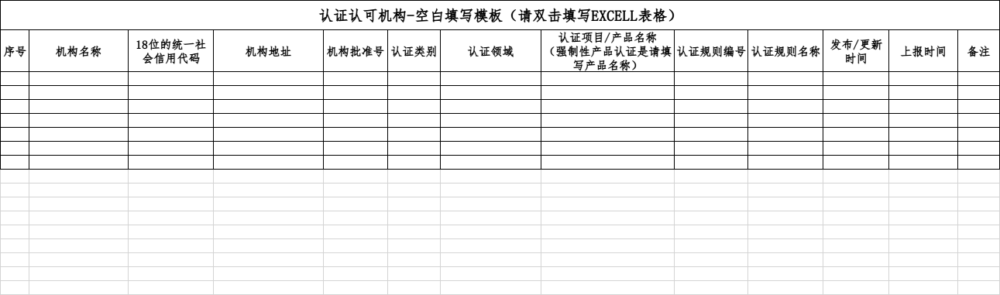 认证认可机构-空白填写模板（请双击填写EXCELL表格）
序号
机构名称
18位的统一社
会信用代码
机构地址
机构批准号
认证类别
认证领域
认证项目/产品名称
（强制性产品认证是请填
写产品名称）
认证规则编号
认证规则名称
发布/更新
时间
上报时间
备注